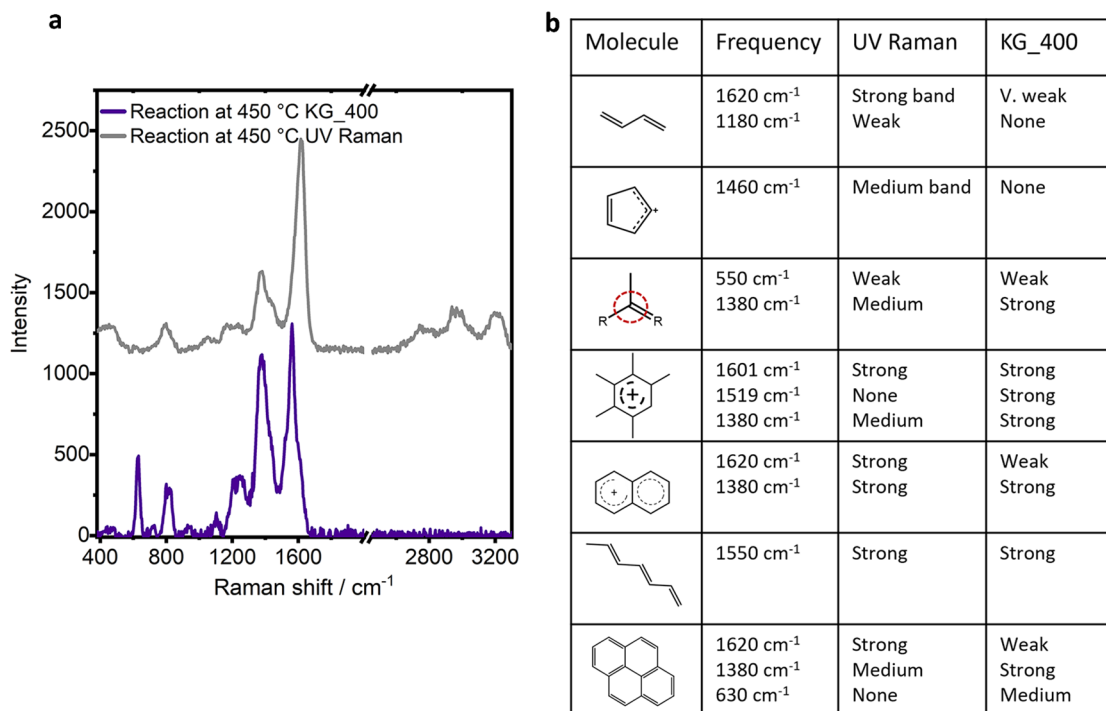 a
Reaction at 450 °C KG_400
Reaction at 450 °C UV Raman
2500
2000
1500
1000
500
0
Intensity
400 800 1200 1600 2800 3200
Raman shift / cm⁻¹
b
Molecule Frequency UV Raman KG_400
1620 cm⁻¹ Strong band V. weak
1180 cm⁻¹ Weak None
+
1460 cm⁻¹ Medium band None
550 cm⁻¹ Weak Weak
1380 cm⁻¹ Medium Strong
R R
1601 cm⁻¹ Strong Strong
+
1519 cm⁻¹ None Strong
1380 cm⁻¹ Medium Strong
1620 cm⁻¹ Strong Weak
+
1380 cm⁻¹ Strong Strong
1550 cm⁻¹ Strong Strong
1620 cm⁻¹ Strong Weak
1380 cm⁻¹ Medium Strong
630 cm⁻¹ None Medium